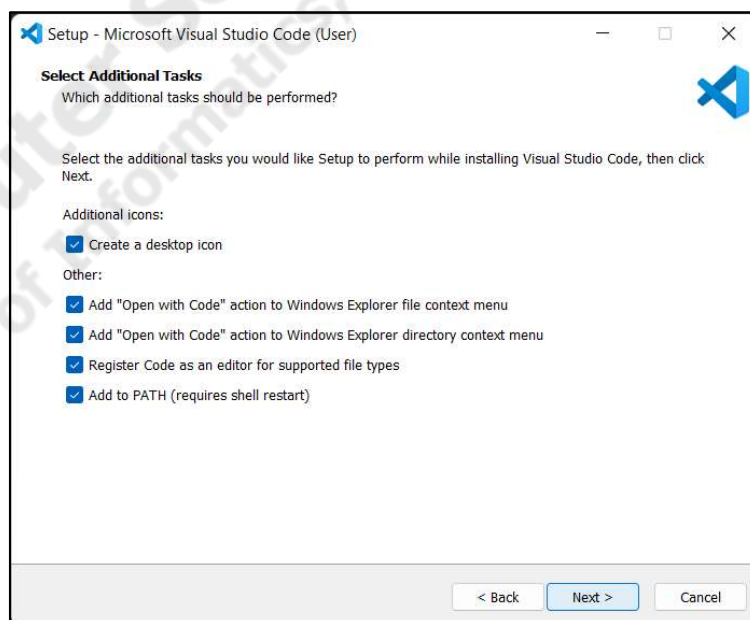 Setup - Microsoft Visual Studio Code (User)
Select Additional Tasks
Which additional tasks should be performed?
Select the additional tasks you would like Setup to perform while installing Visual Studio Code, then click
Next.
Additional icons:
Create a desktop icon
Other:
Add "Open with Code" action to Windows Explorer file context menu
Add "Open with Code" action to Windows Explorer directory context menu
Register Code as an editor for supported file types
Add to PATH (requires shell restart)
< Back
Next >
Cancel
of Informatics,